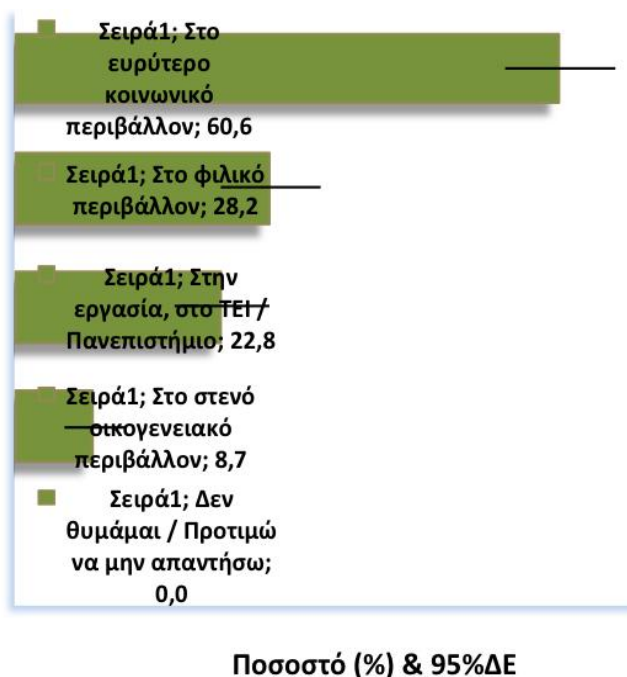 Σειρά1; Στο
ευρύτερο
κοινωνικό
περιβάλλον; 60,6
Σειρά1; Στο φιλικό
περιβάλλον; 28,2
Σειρά1; Στην
εργασία, στο ΤΕΙ /
Πανεπιστήμιο; 22,8
Σειρά1; Στο στενό
οικογενειακό
περιβάλλον; 8,7
Σειρά1; Δεν
θυμάμαι / Προτιμώ
να μην απαντήσω;
0,0
Ποσοστό (%) & 95%ΔΕ